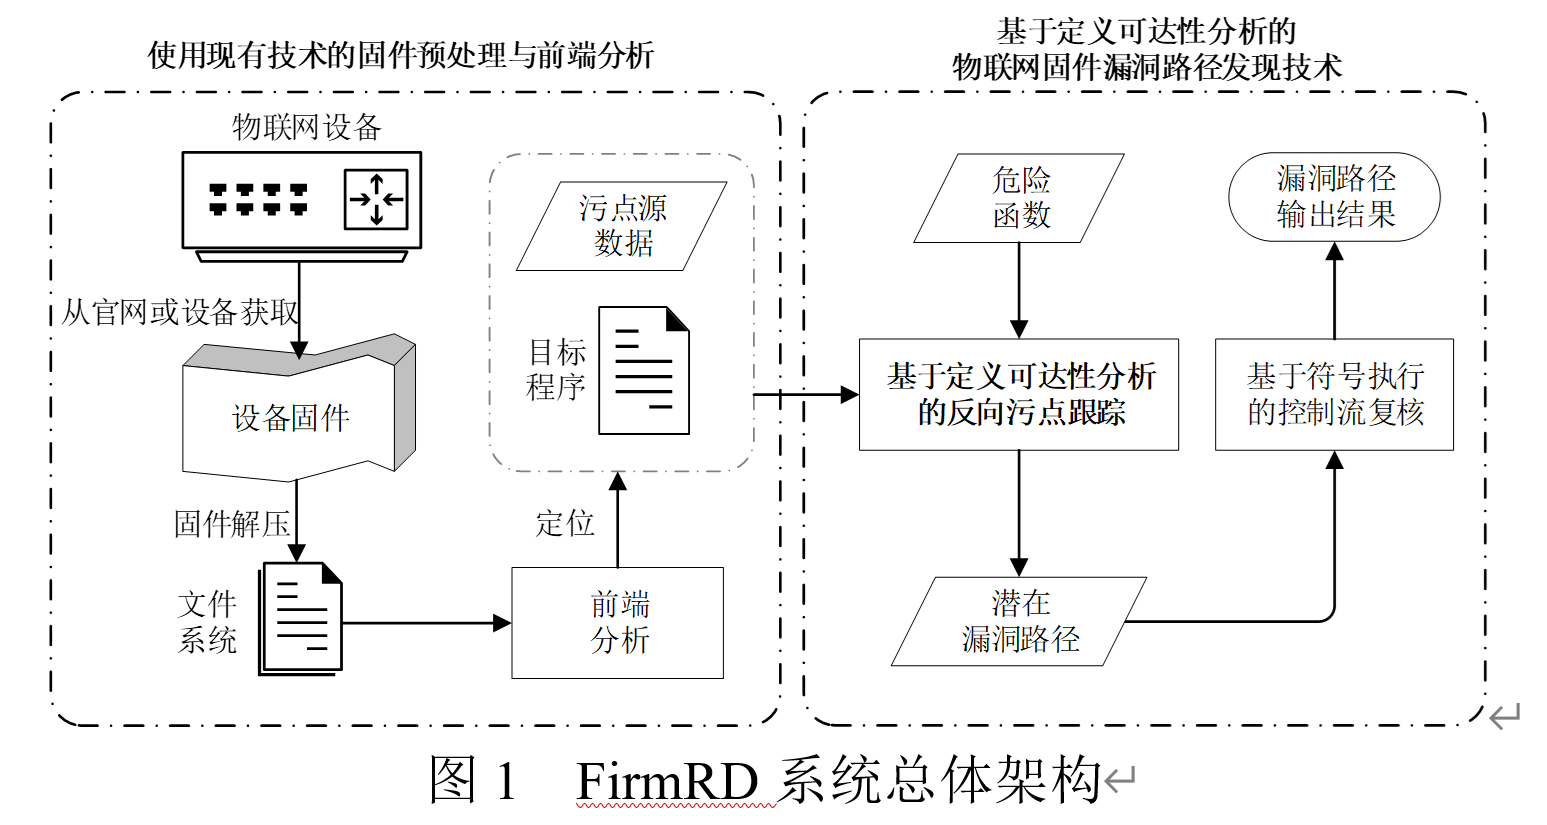 使用现有技术的固件预处理与前端分析
物联网设备
从官网或设备获取
设备固件
固件解压
文件
系统
前端
分析
定位
污点源
数据
目标
程序
基于定义可达性分析的
物联网固件漏洞路径发现技术
危险
函数
基于定义可达性分析
的反向污点跟踪
潜在
漏洞路径
基于符号执行
的控制流复核
漏洞路径
输出结果
图 1 FirmRD 系统总体架构